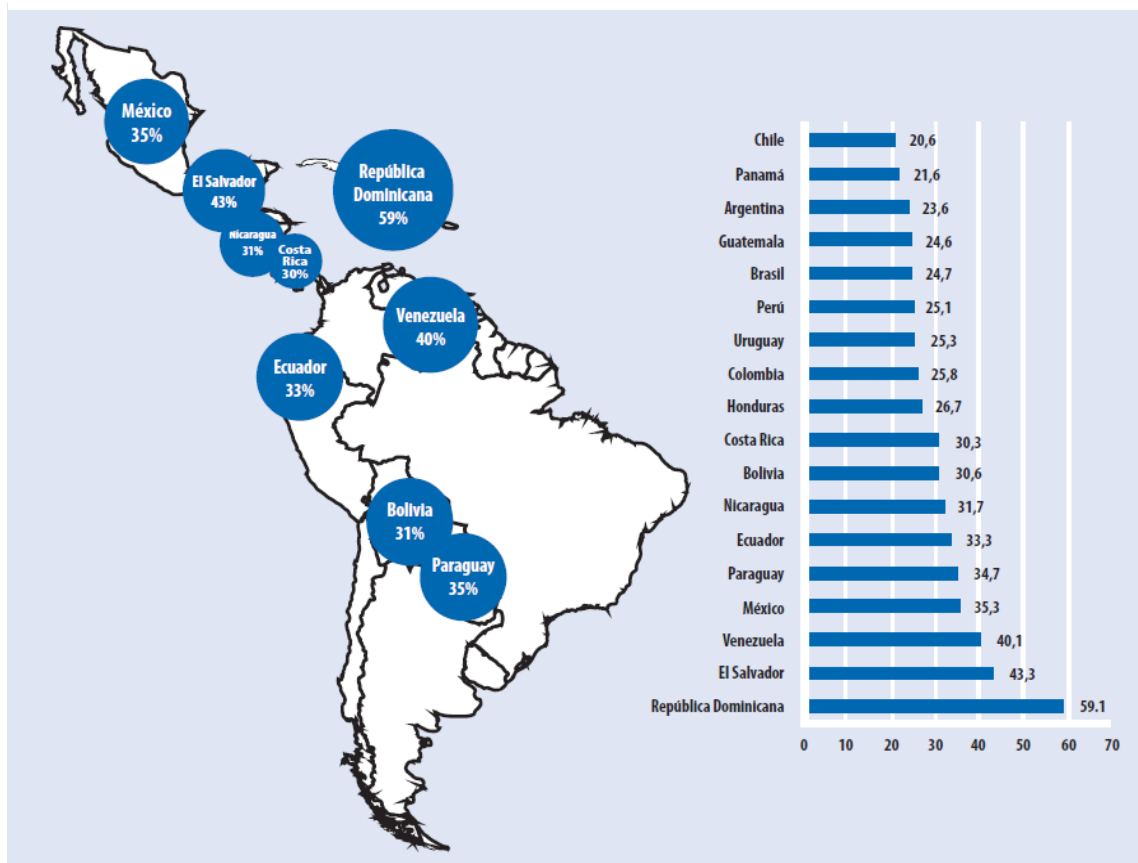 México
35%
El Salvador
43%
Nicaragua
31%
Costa
Rica
30%
República
Dominicana
59%
Venezuela
40%
Ecuador
33%
Bolivia
31%
Paraguay
35%
Chile 20,6
Panamá 21,6
Argentina 23,6
Guatemala 24,6
Brasil 24,7
Perú 25,1
Uruguay 25,3
Colombia 25,8
Honduras 26,7
Costa Rica 30,3
Bolivia 30,6
Nicaragua 31,7
Ecuador 33,3
Paraguay 34,7
México 35,3
Venezuela 40,1
El Salvador 43,3
República Dominicana 59.1
0 10 20 30 40 50 60 70